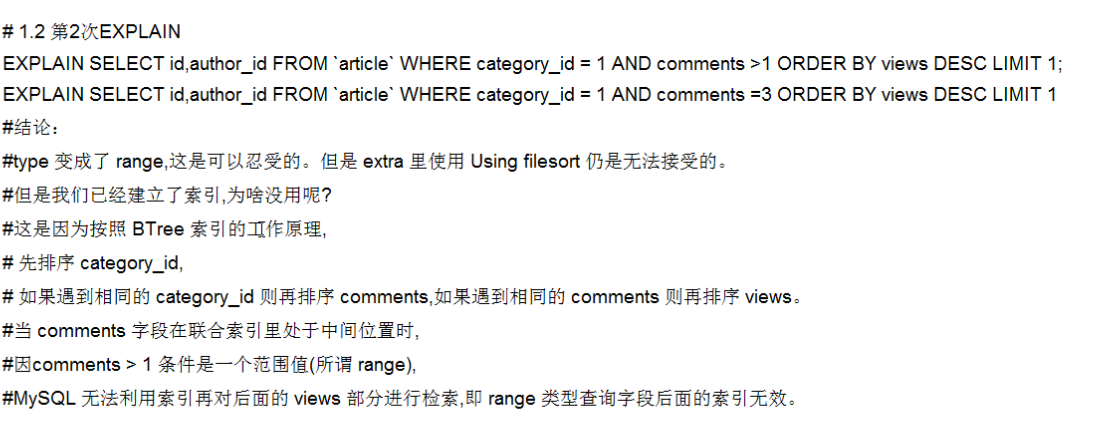 # 1.2 第2次EXPLAIN
EXPLAIN SELECT id,author_id FROM `article` WHERE category_id = 1 AND comments >1 ORDER BY views DESC LIMIT 1;
EXPLAIN SELECT id,author_id FROM `article` WHERE category_id = 1 AND comments =3 ORDER BY views DESC LIMIT 1
#结论：
#type 变成了 range,这是可以忍受的。但是 extra 里使用 Using filesort 仍是无法接受的。
#但是我们已经建立了索引,为啥没用呢?
#这是因为按照 BTree 索引的工作原理,
# 先排序 category_id,
# 如果遇到相同的 category_id 则再排序 comments,如果遇到相同的 comments 则再排序 views。
#当 comments 字段在联合索引里处于中间位置时,
#因comments > 1 条件是一个范围值(所谓 range),
#MySQL 无法利用索引再对后面的 views 部分进行检索,即 range 类型查询字段后面的索引无效。